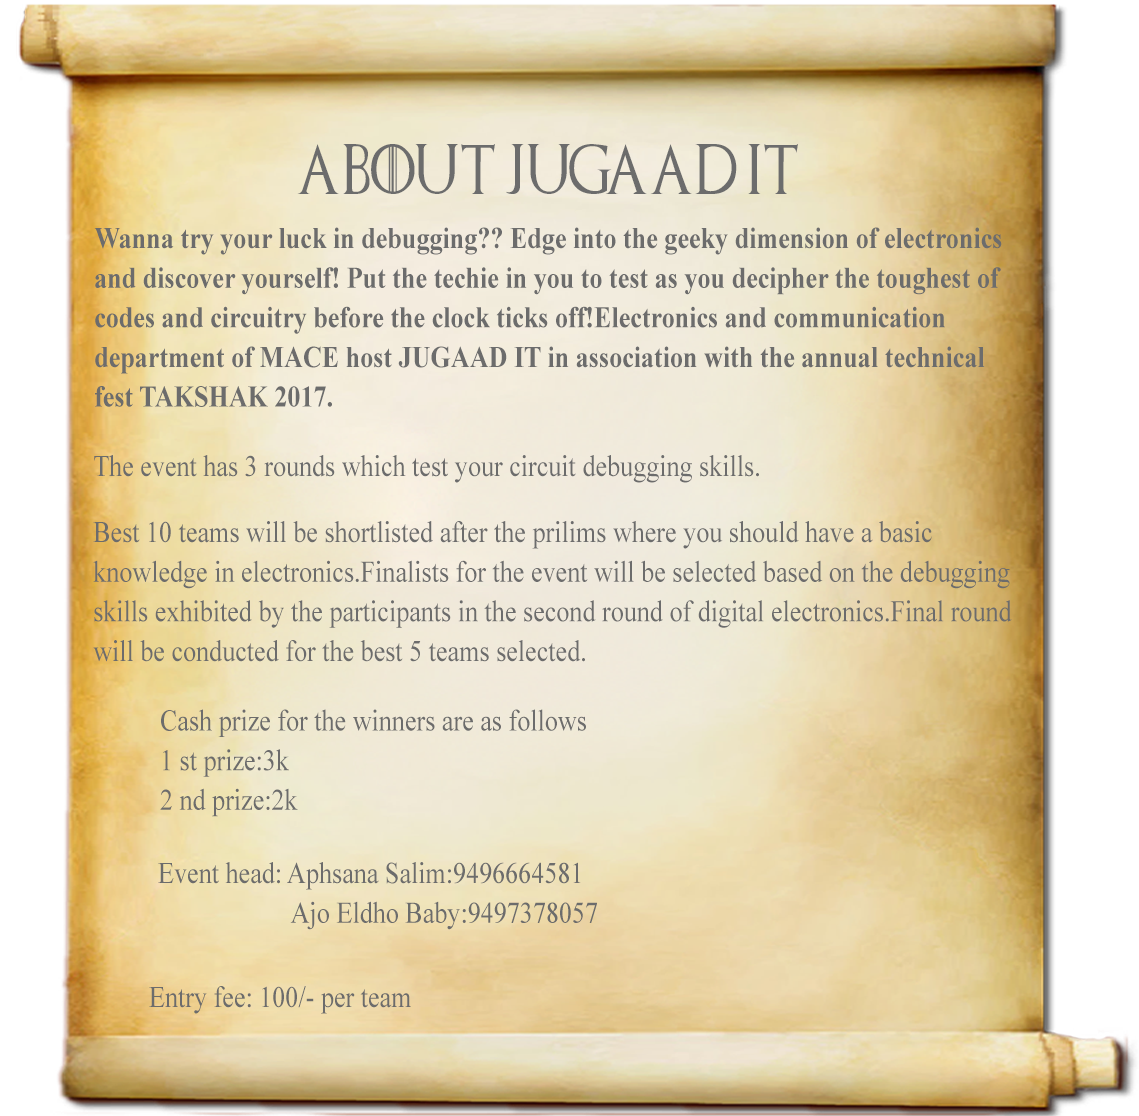 ABOUT JUGAAD IT
Wanna try your luck in debugging?? Edge into the geeky dimension of electronics
and discover yourself! Put the techie in you to test as you decipher the toughest of
codes and circuitry before the clock ticks off!Electronics and communication
department of MACE host JUGAAD IT in association with the annual technical
fest TAKSHAK 2017.
The event has 3 rounds which test your circuit debugging skills.
Best 10 teams will be shortlisted after the prilims where you should have a basic
knowledge in electronics.Finalists for the event will be selected based on the debugging
skills exhibited by the participants in the second round of digital electronics.Final round
will be conducted for the best 5 teams selected.
Cash prize for the winners are as follows
1 st prize:3k
2 nd prize:2k
Event head: Aphsana Salim:9496664581
Ajo Eldho Baby:9497378057
Entry fee: 100/- per team